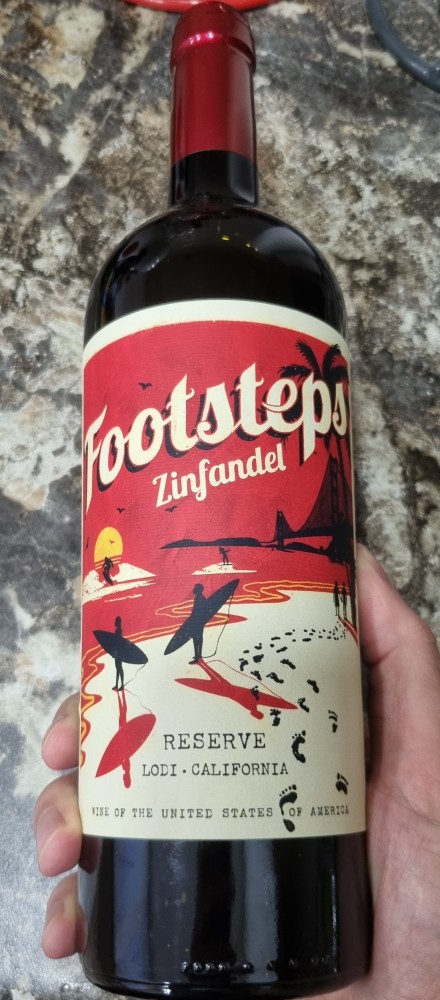 Footsteps
Zinfandel
RESERVE
LODI · CALIFORNIA
WINE OF THE UNITED STATES OF AMERICA